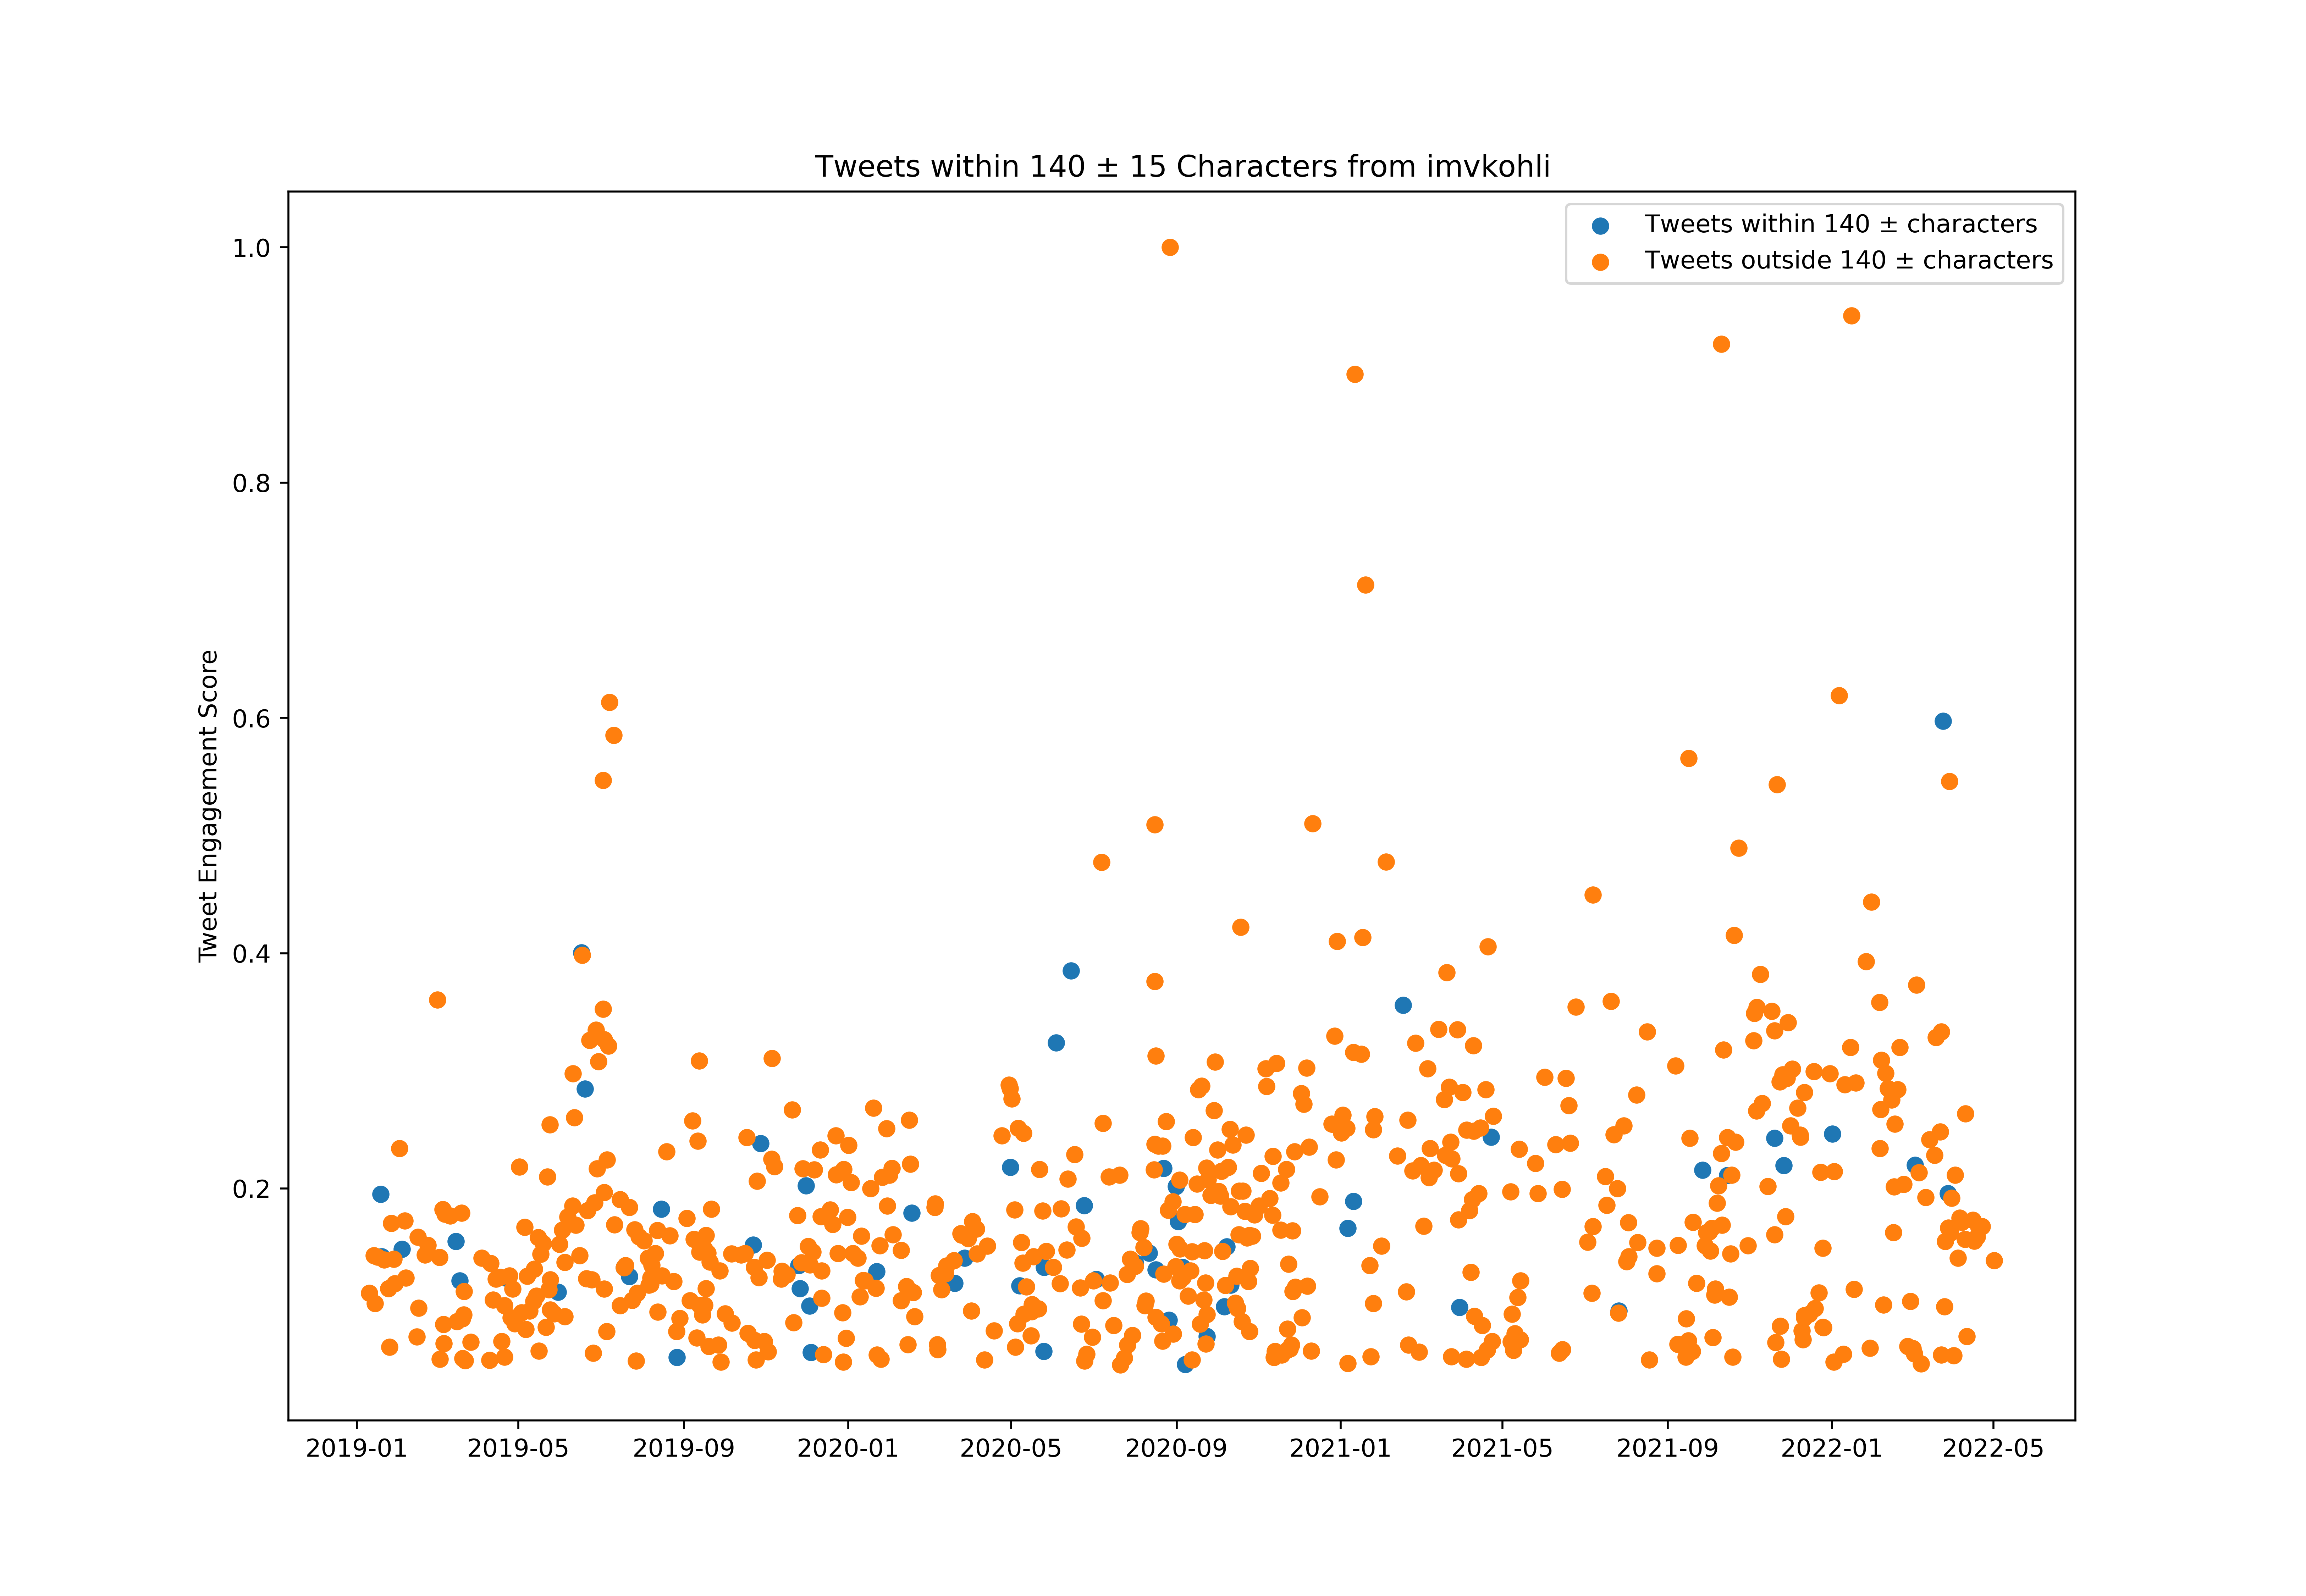 Tweets within 140 ± 15 Characters from imvkohli
Tweets within 140 ± characters
Tweets outside 140 ± characters
1.0
0.8
0.6
0.4
0.2
Tweet Engagement Score
2019-01 2019-05 2019-09 2020-01 2020-05 2020-09 2021-01 2021-05 2021-09 2022-01 2022-05